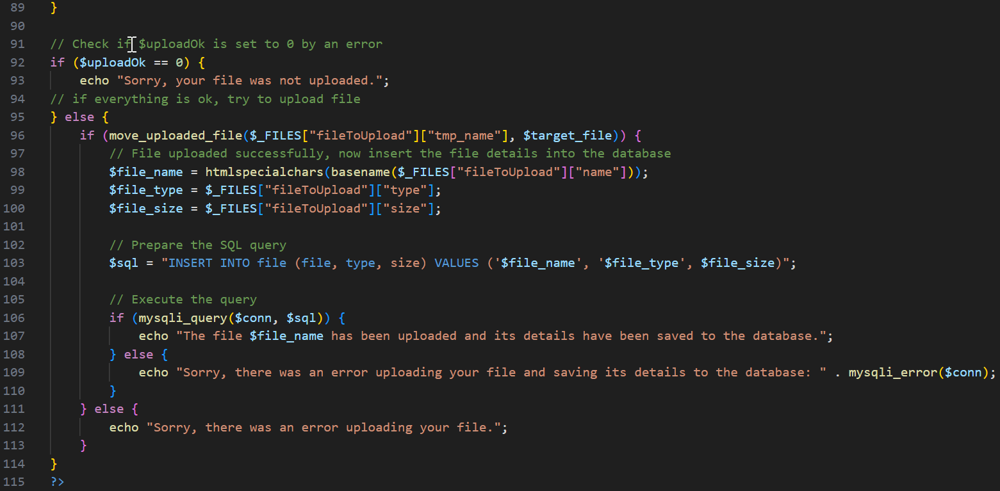 89 }
90
91 // Check if $uploadOk is set to 0 by an error
92 if ($uploadOk == 0) {
93     echo "Sorry, your file was not uploaded.";
94 // if everything is ok, try to upload file
95 } else {
96     if (move_uploaded_file($_FILES["fileToUpload"]["tmp_name"], $target_file)) {
97         // File uploaded successfully, now insert the file details into the database
98         $file_name = htmlspecialchars(basename($_FILES["fileToUpload"]["name"]));
99         $file_type = $_FILES["fileToUpload"]["type"];
100         $file_size = $_FILES["fileToUpload"]["size"];
101
102         // Prepare the SQL query
103         $sql = "INSERT INTO file (file, type, size) VALUES ('$file_name', '$file_type', $file_size)";
104
105         // Execute the query
106         if (mysqli_query($conn, $sql)) {
107             echo "The file $file_name has been uploaded and its details have been saved to the database.";
108         } else {
109             echo "Sorry, there was an error uploading your file and saving its details to the database: " . mysqli_error($conn);
110         }
111     } else {
112         echo "Sorry, there was an error uploading your file.";
113     }
114 }
115 ?>